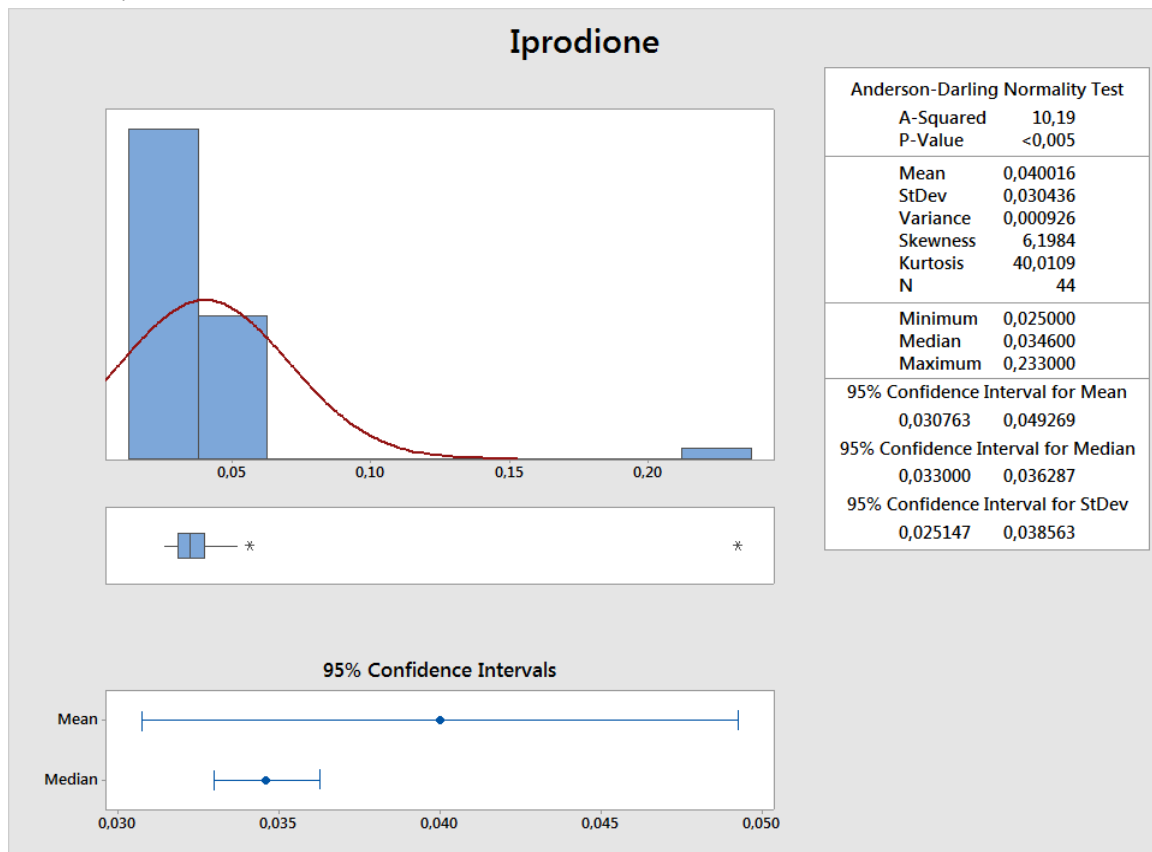 Iprodione
Anderson-Darling Normality Test
A-Squared 10,19
P-Value <0,005
Mean 0,040016
StDev 0,030436
Variance 0,000926
Skewness 6,1984
Kurtosis 40,0109
N 44
Minimum 0,025000
Median 0,034600
Maximum 0,233000
95% Confidence Interval for Mean
0,030763 0,049269
95% Confidence Interval for Median
0,033000 0,036287
95% Confidence Interval for StDev
0,025147 0,038563
0,05 0,10 0,15 0,20
95% Confidence Intervals
Mean
Median
0,030 0,035 0,040 0,045 0,050